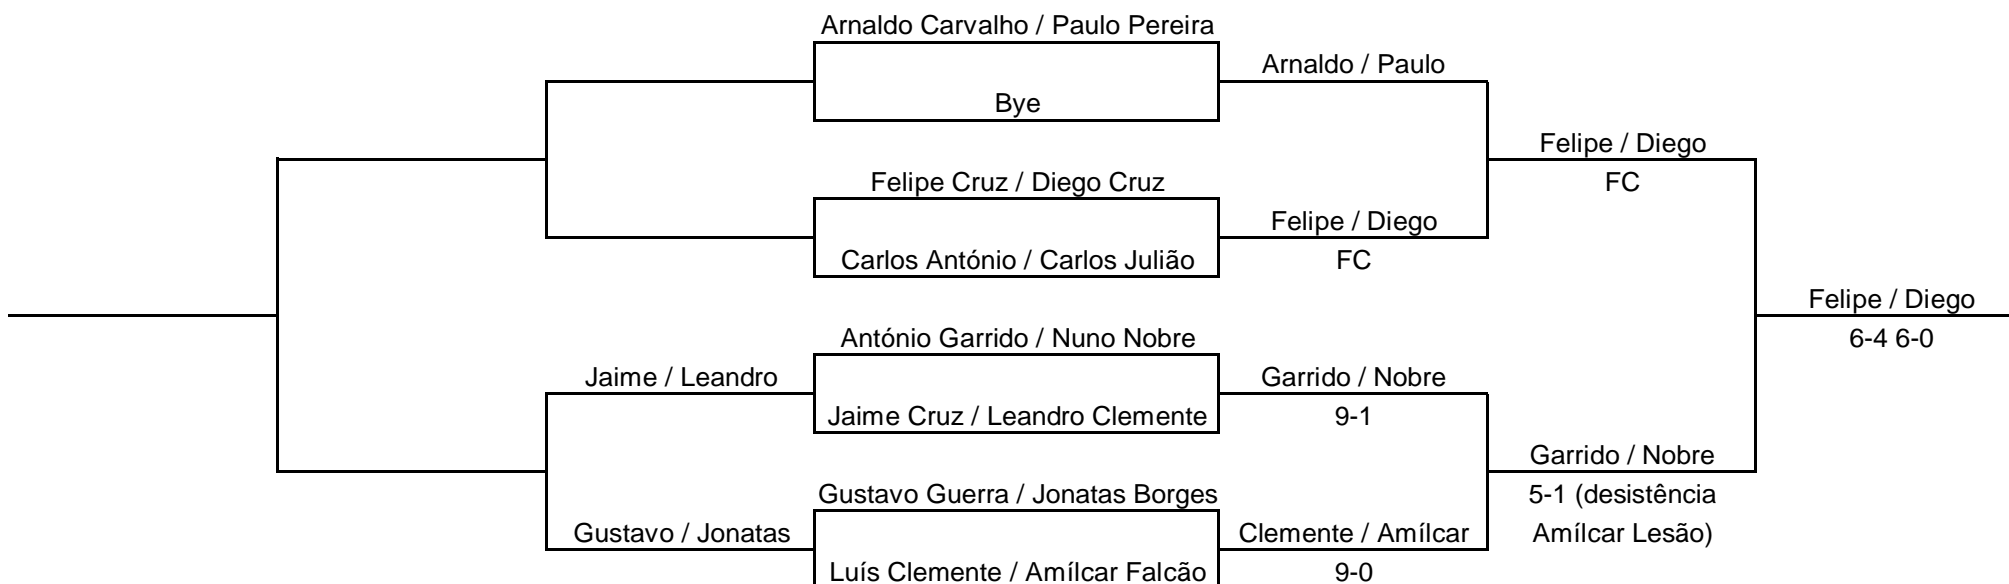 Arnaldo Carvalho / Paulo Pereira
Arnaldo / Paulo
Bye
Felipe / Diego
FC
Felipe Cruz / Diego Cruz
Felipe / Diego
FC
Carlos António / Carlos Julião
Felipe / Diego
6-4 6-0
António Garrido / Nuno Nobre
Jaime / Leandro
Garrido / Nobre
Jaime Cruz / Leandro Clemente
9-1
Garrido / Nobre
5-1 (desistência
Amílcar Lesão)
Gustavo Guerra / Jonatas Borges
Gustavo / Jonatas
Clemente / Amílcar
Luís Clemente / Amílcar Falcão
9-0